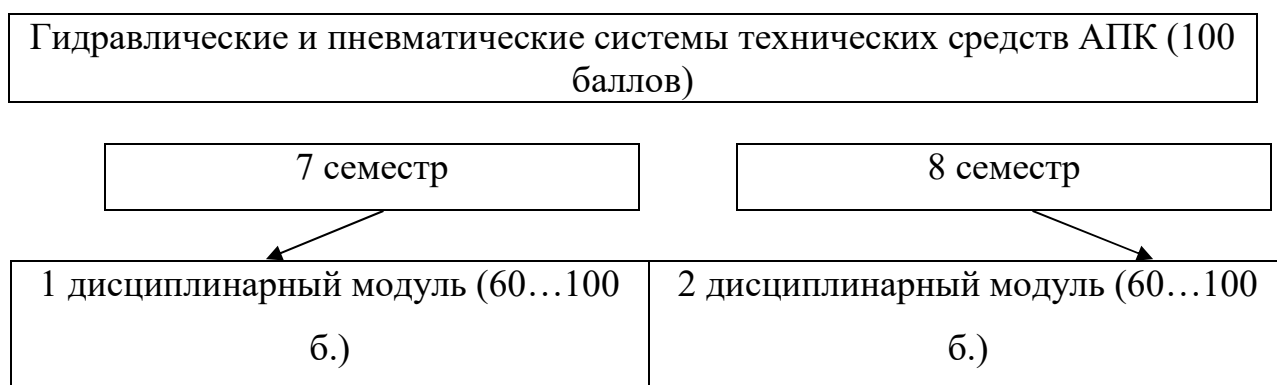 Гидравлические и пневматические системы технических средств АПК (100
баллов)
7 семестр
8 семестр
1 дисциплинарный модуль (60…100
б.)
2 дисциплинарный модуль (60…100
б.)